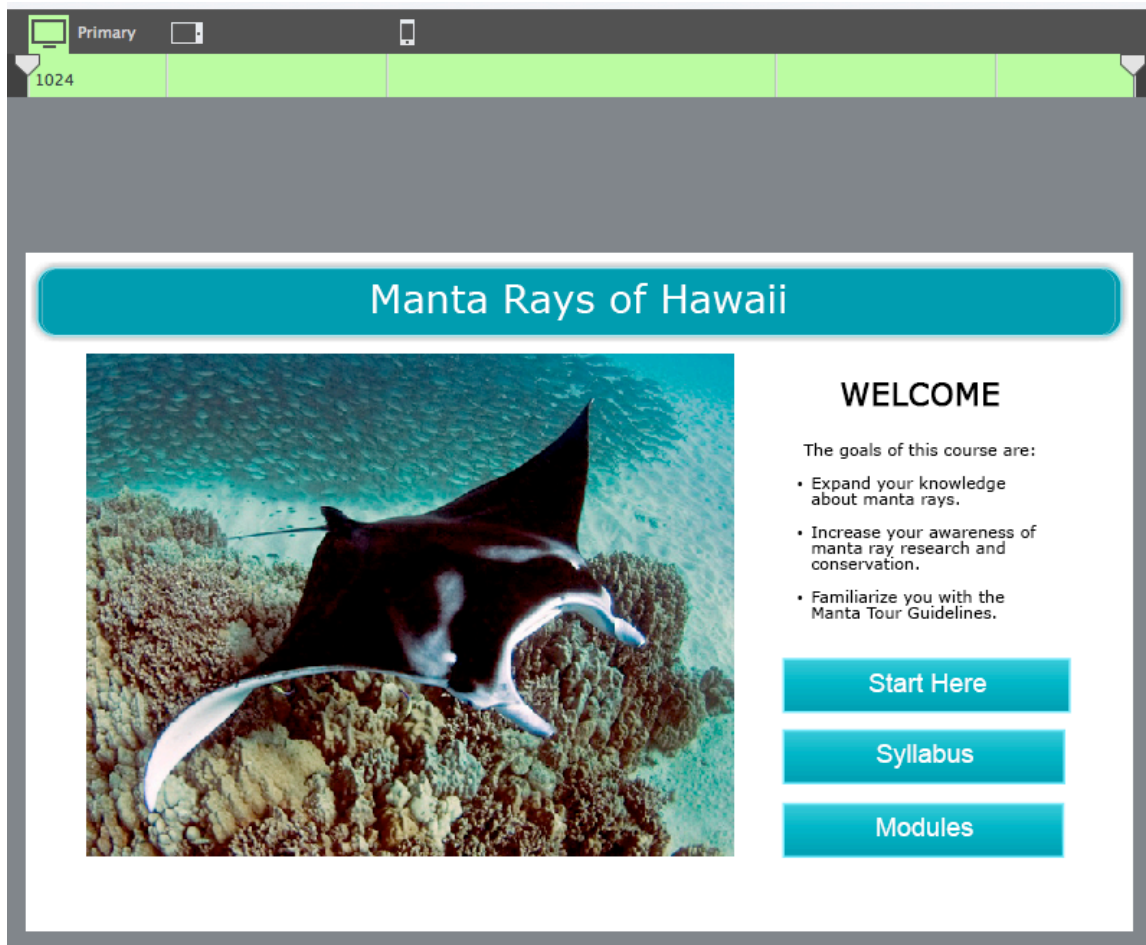 Primary
1024
Manta Rays of Hawaii
WELCOME
The goals of this course are:
• Expand your knowledge
about manta rays.
• Increase your awareness of
manta ray research and
conservation.
• Familiarize you with the
Manta Tour Guidelines.
Start Here
Syllabus
Modules